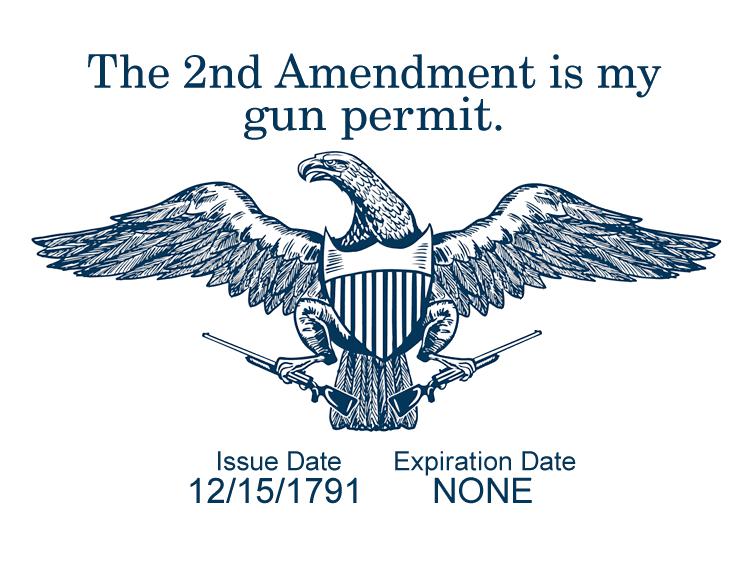 The 2nd Amendment is my
gun permit.
Issue Date Expiration Date
12/15/1791 NONE